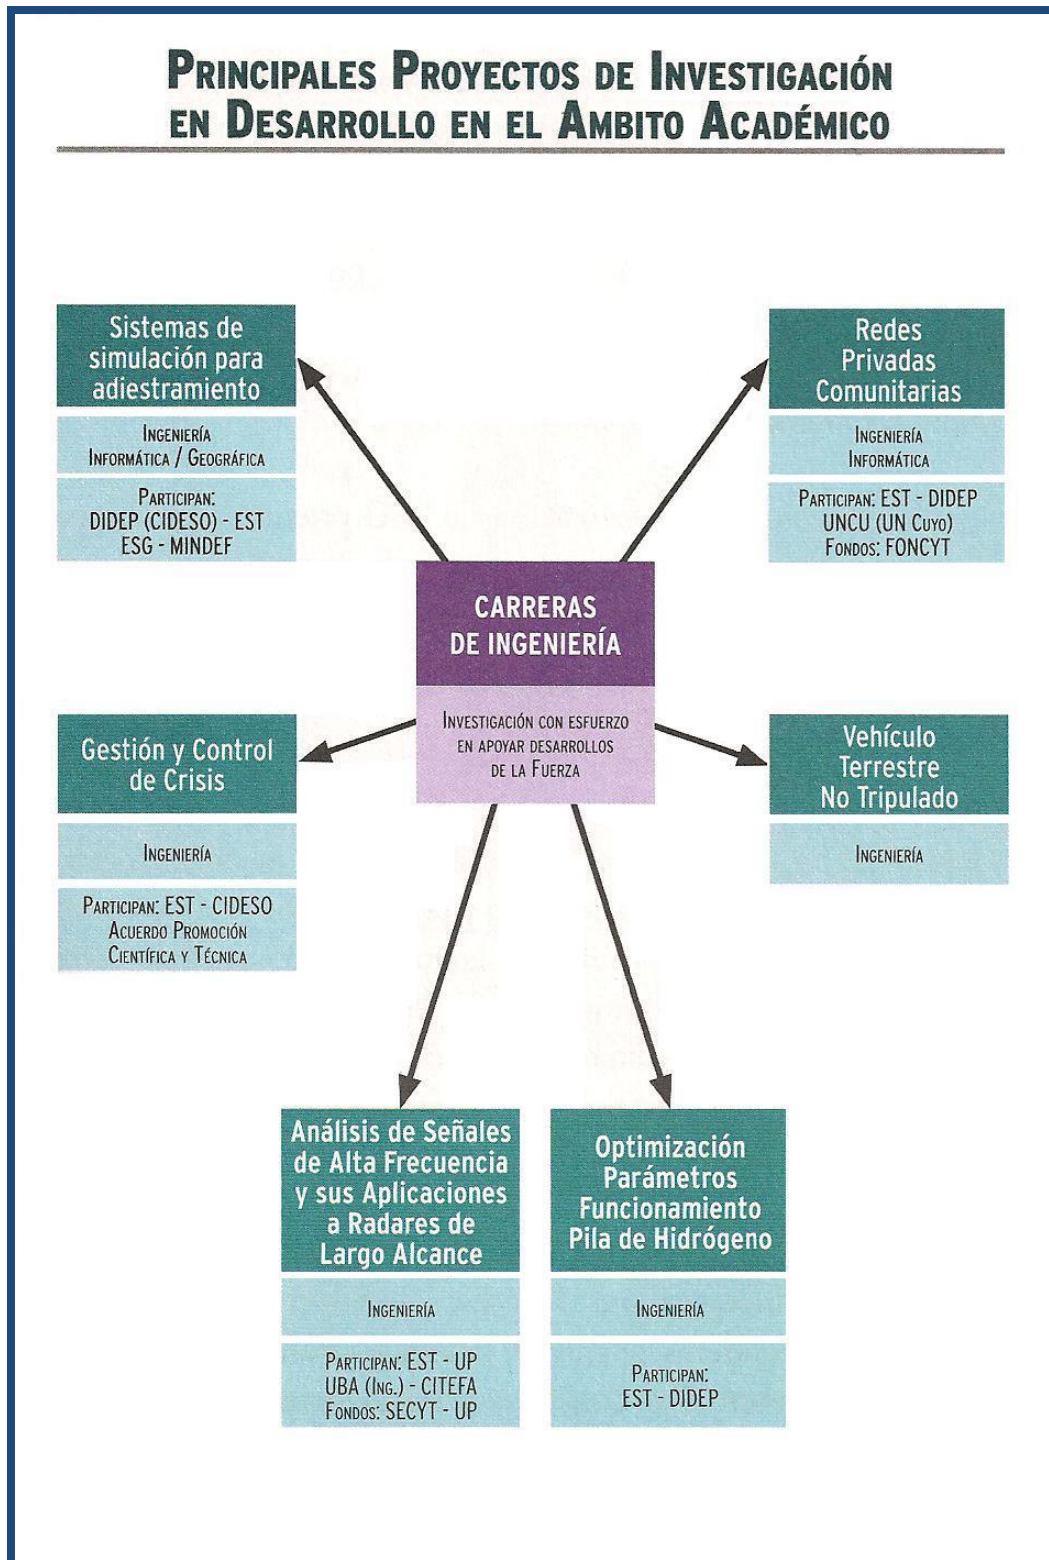 PRINCIPALES PROYECTOS DE INVESTIGACIÓN
EN DESARROLLO EN EL AMBITO ACADÉMICO
Sistemas de
simulación para
adiestramiento
INGENIERÍA
INFORMÁTICA / GEOGRÁFICA
PARTICIPAN:
DIDEP (CIDESO) - EST
ESG - MINDEF
Redes
Privadas
Comunitarias
INGENIERÍA
INFORMÁTICA
PARTICIPAN: EST - DIDEP
UNCU (UN CUYO)
FONDOS: FONCYT
CARRERAS
DE INGENIERÍA
INVESTIGACIÓN CON ESFUERZO
EN APOYAR DESARROLLOS
DE LA FUERZA
Gestión y Control
de Crisis
INGENIERÍA
PARTICIPAN: EST - CIDESO
ACUERDO PROMOCIÓN
CIENTÍFICA Y TÉCNICA
Vehículo
Terrestre
No Tripulado
INGENIERÍA
Análisis de Señales
de Alta Frecuencia
y sus Aplicaciones
a Radares de
Largo Alcance
INGENIERÍA
PARTICIPAN: EST - UP
UBA (ING.) - CITEFA
FONDOS: SECYT - UP
Optimización
Parámetros
Funcionamiento
Pila de Hidrógeno
INGENIERÍA
PARTICIPAN:
EST - DIDEP